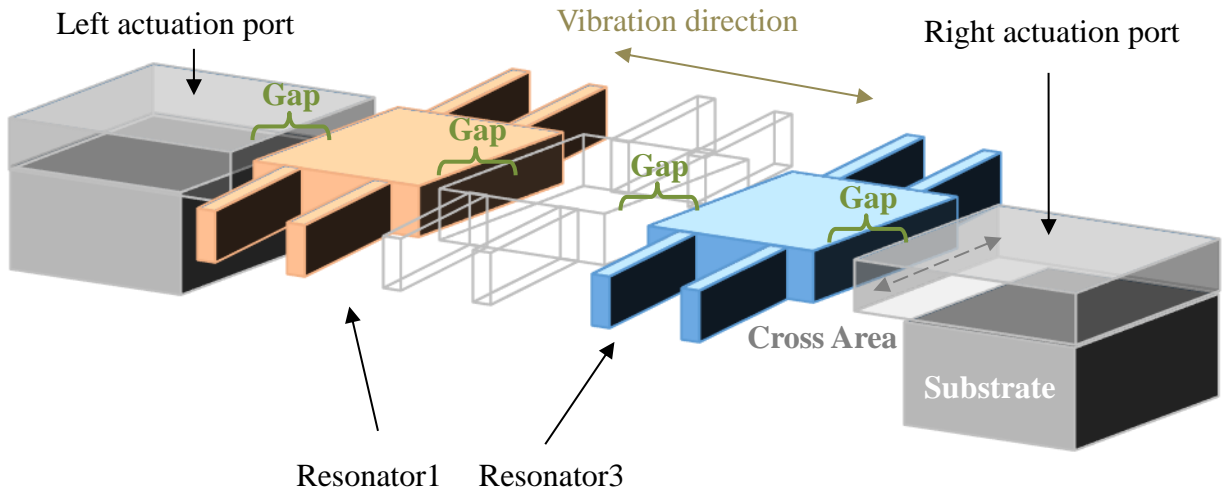 Left actuation port
Vibration direction
Right actuation port
Gap
Gap
Gap
Gap
Cross Area
Substrate
Resonator1
Resonator3